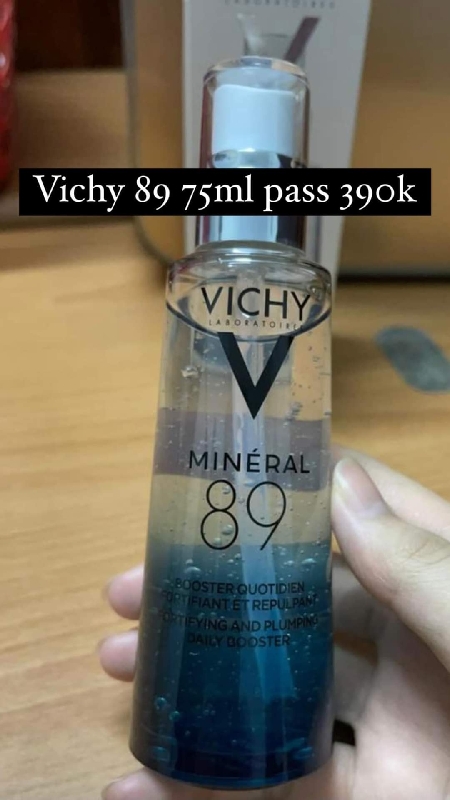 LABORATOIRES
Vichy 89 75ml pass 390k
VICHY
LABORATOIRES
MINÉRAL
89
BOOSTER QUOTIDIEN
FORTIFIANT ET REPULPANT
FORTIFYING AND PLUMPING
DAILY BOOSTER